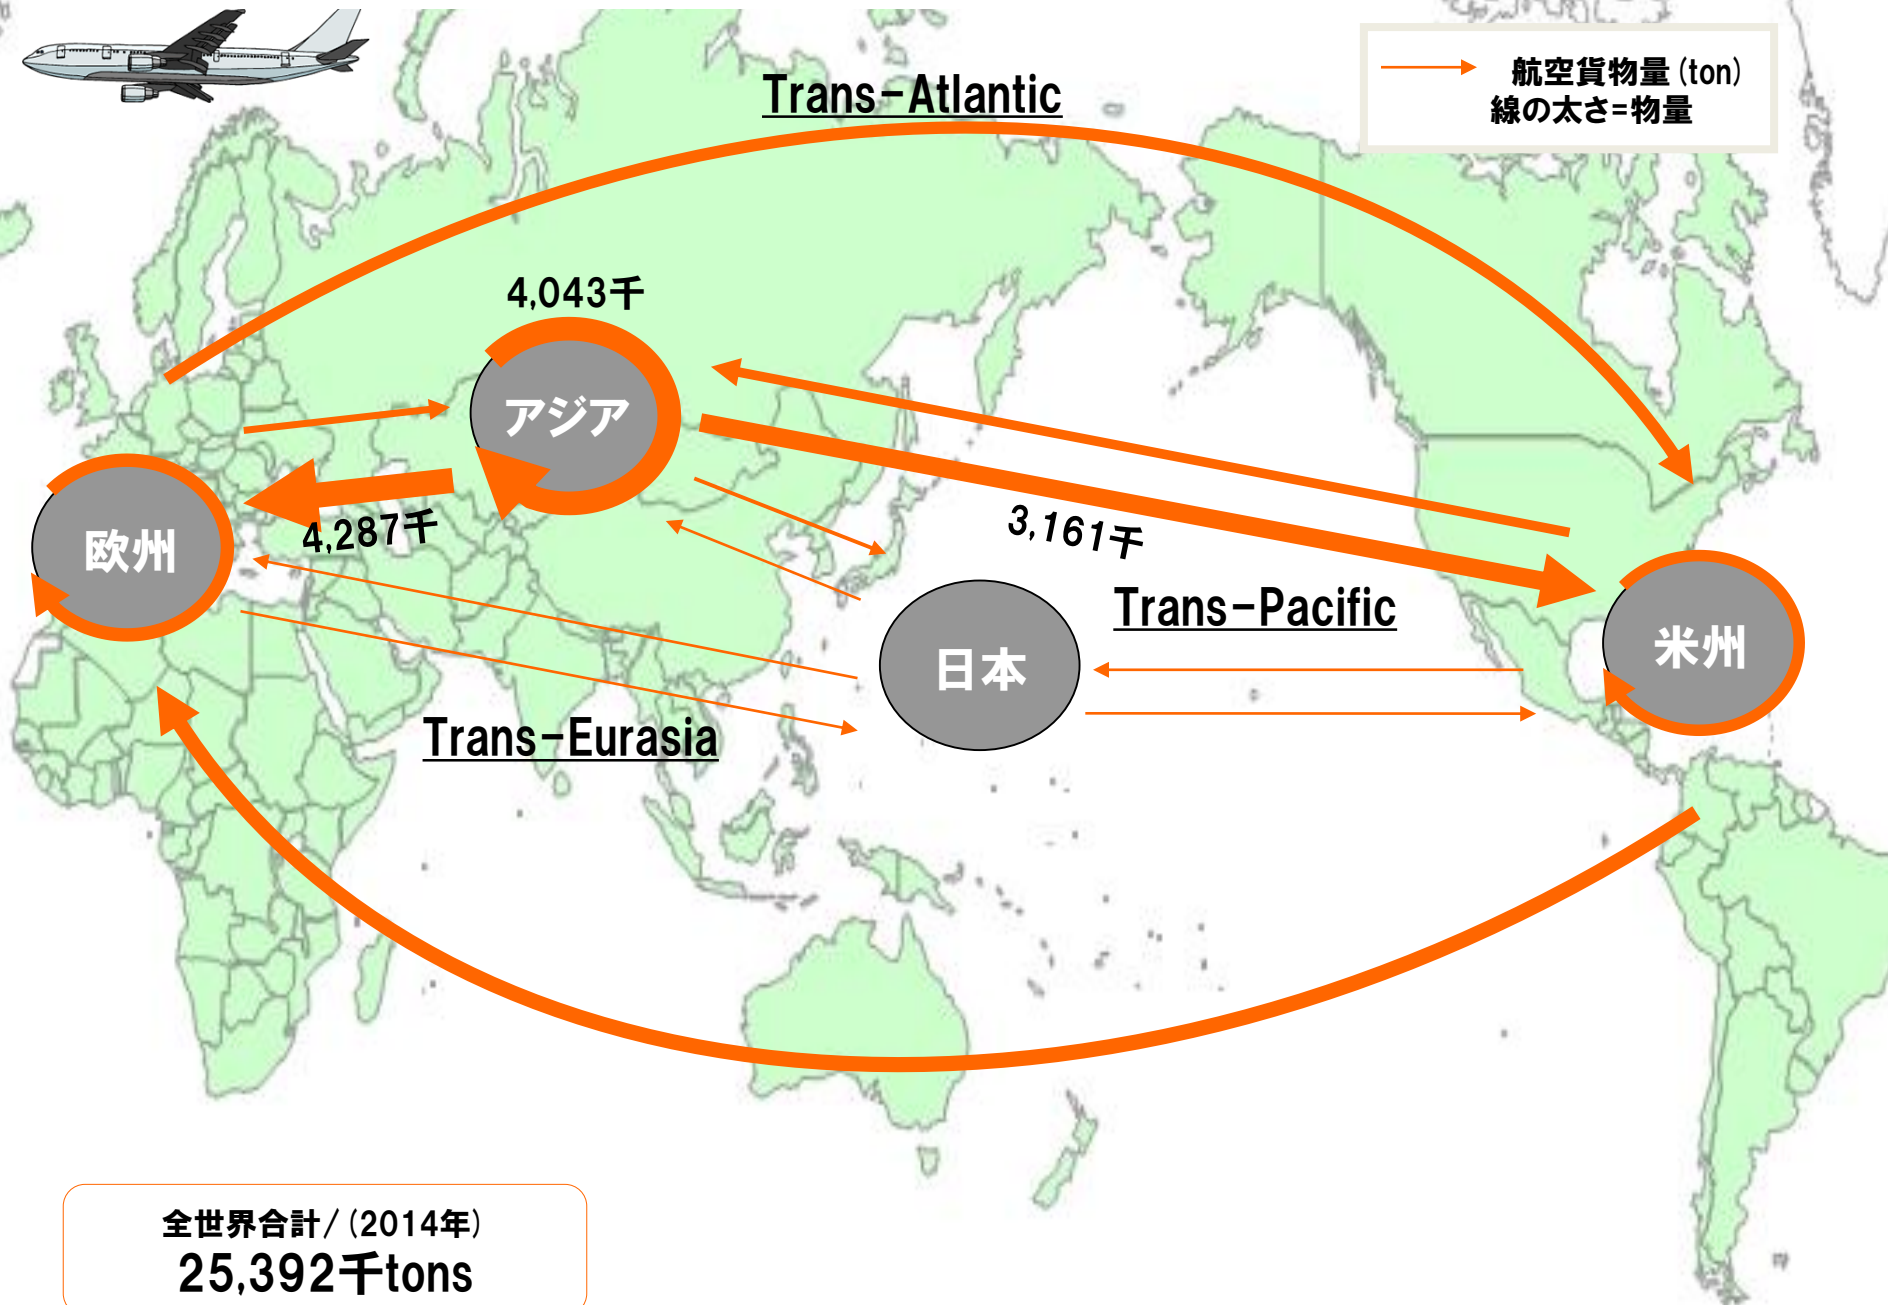 Trans-Atlantic
航空貨物量(ton)
線の太さ=物量
4,043千
アジア
欧州
4,287千
3,161千
Trans-Pacific
日本
米州
Trans-Eurasia
全世界合計/(2014年)
25,392千tons